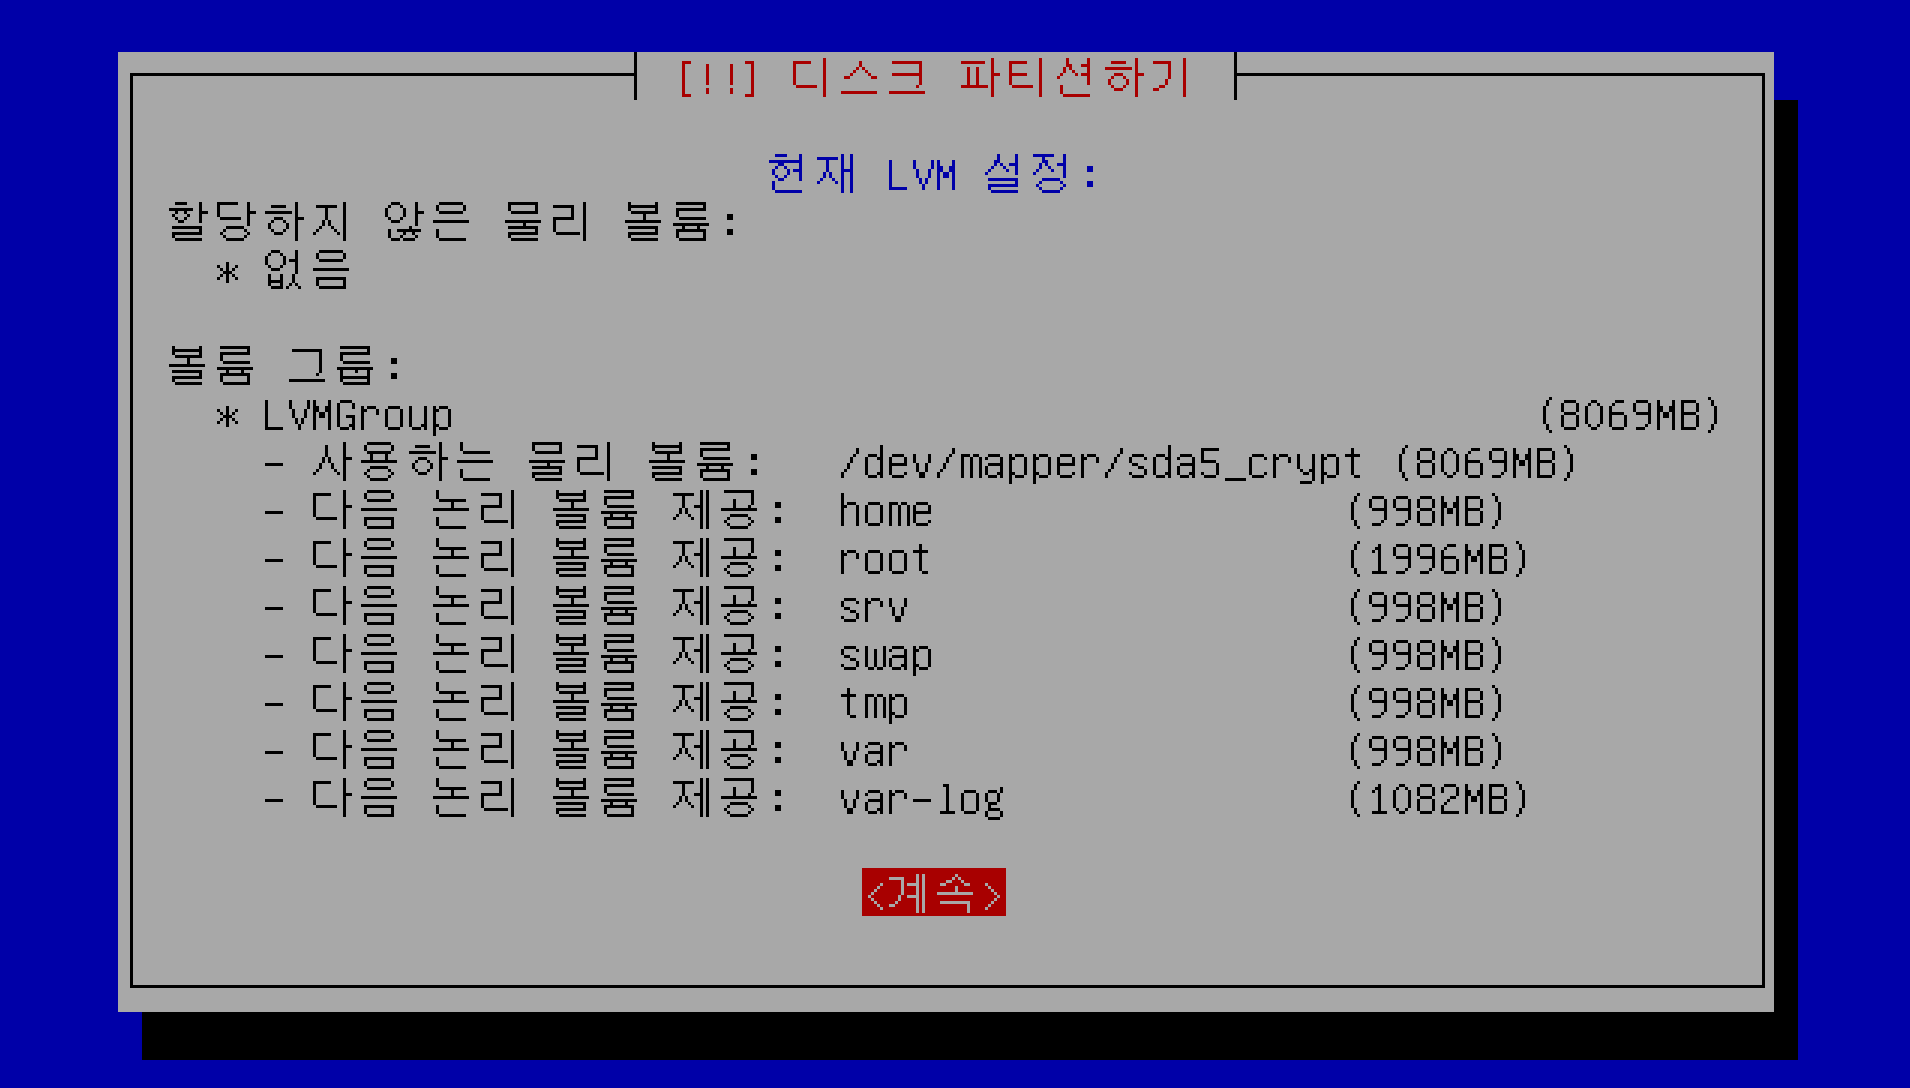 [!!] 디스크 파티션하기
현재 LVM 설정:
할당하지 않은 물리 볼륨:
* 없음
볼륨 그룹:
* LVMGroup (8069MB)
- 사용하는 물리 볼륨: /dev/mapper/sda5_crypt (8069MB)
- 다음 논리 볼륨 제공: home (998MB)
- 다음 논리 볼륨 제공: root (1996MB)
- 다음 논리 볼륨 제공: srv (998MB)
- 다음 논리 볼륨 제공: swap (998MB)
- 다음 논리 볼륨 제공: tmp (998MB)
- 다음 논리 볼륨 제공: var (998MB)
- 다음 논리 볼륨 제공: var-log (1082MB)
<계속>